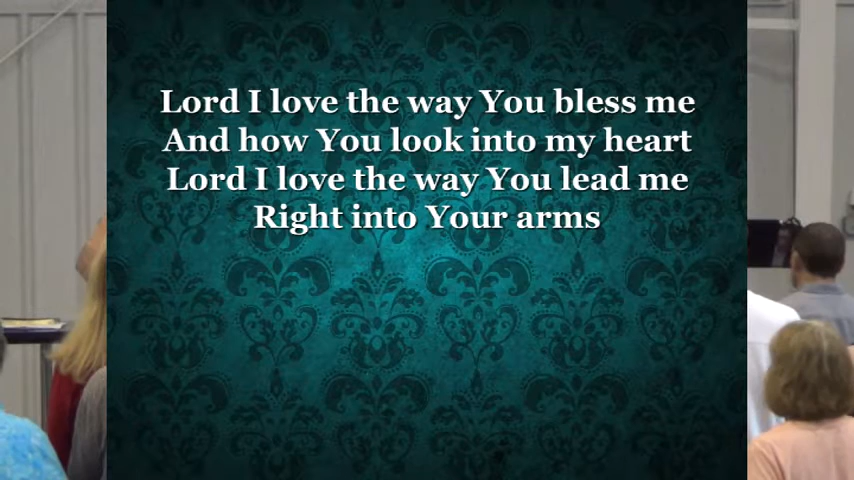 Lord I love the way You bless me
And how You look into my heart
Lord I love the way You lead me
Right into Your arms